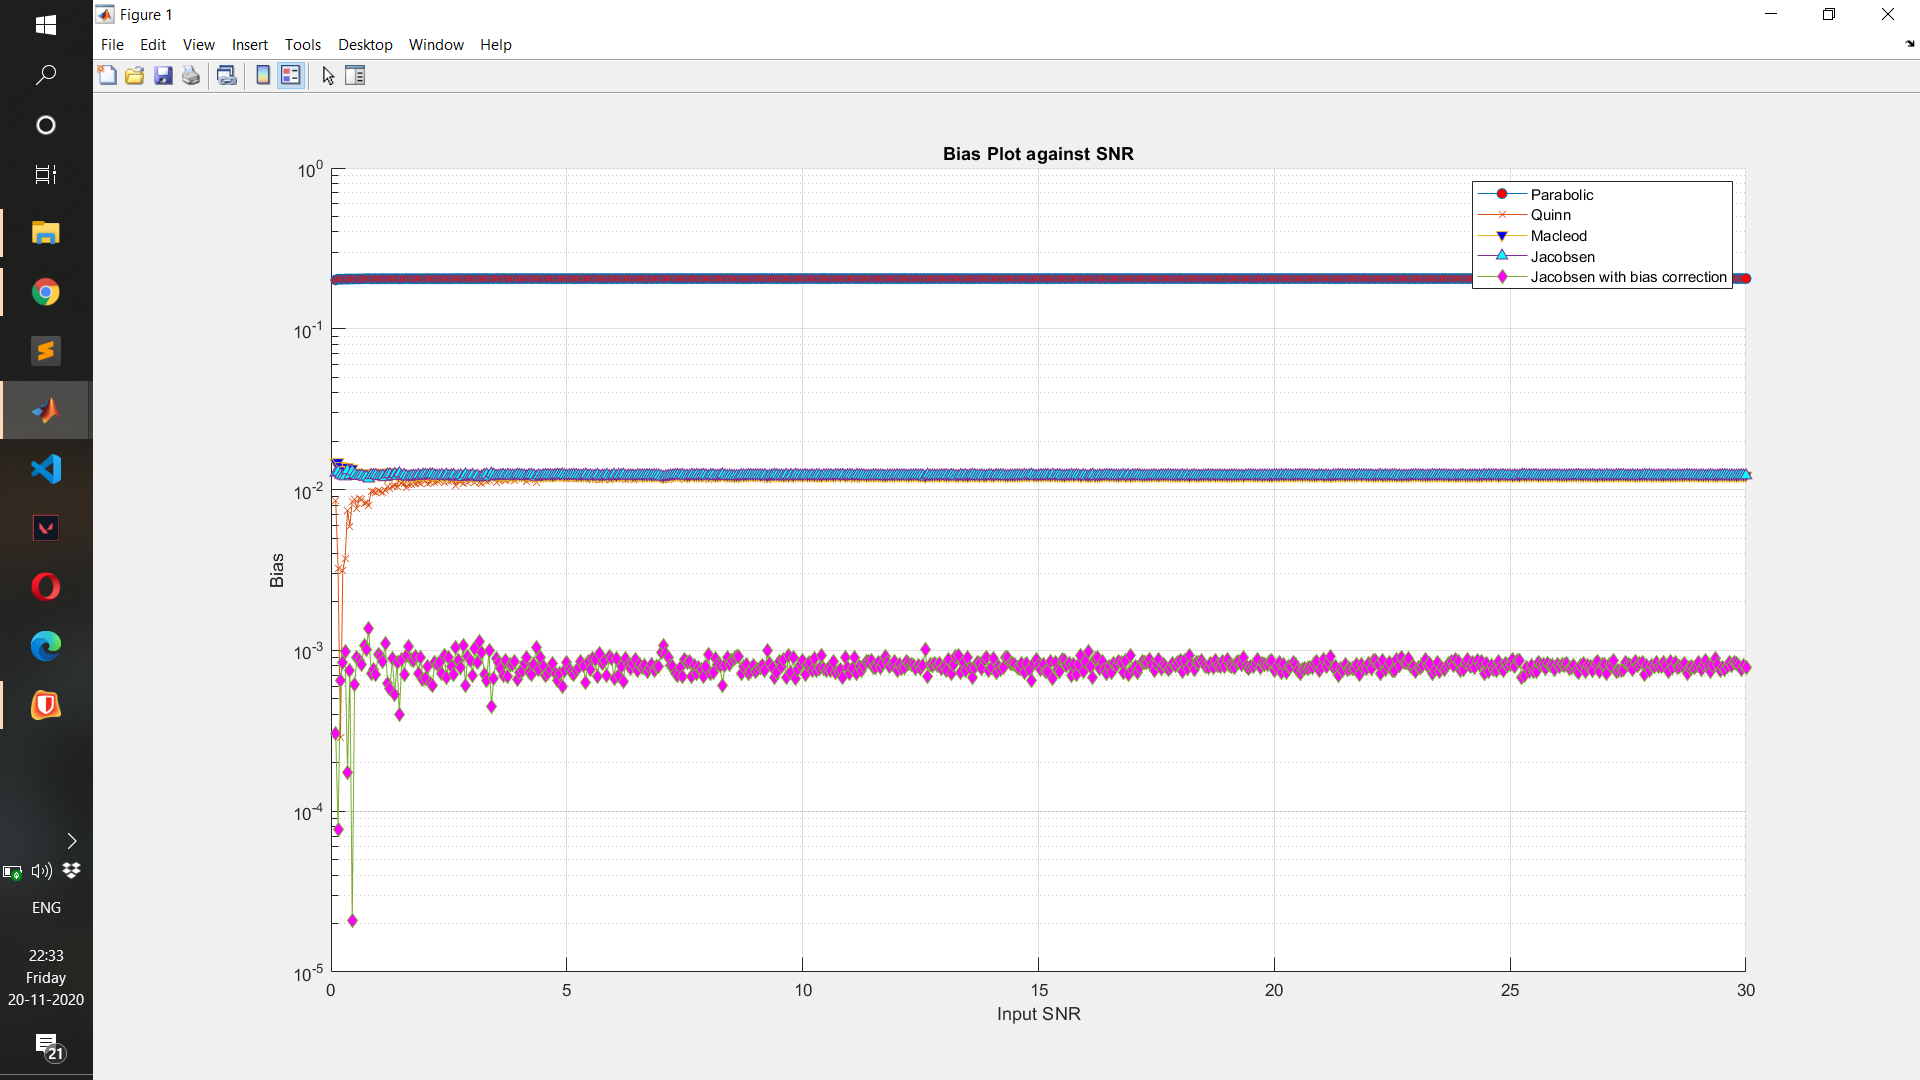 Figure 1
File Edit View Insert Tools Desktop Window Help
Bias Plot against SNR
10^0
10^-1
10^-2
10^-3
10^-4
10^-5
Bias
0 5 10 15 20 25 30
Input SNR
Parabolic
Quinn
Macleod
Jacobsen
Jacobsen with bias correction
ENG
22:33
Friday
20-11-2020
21